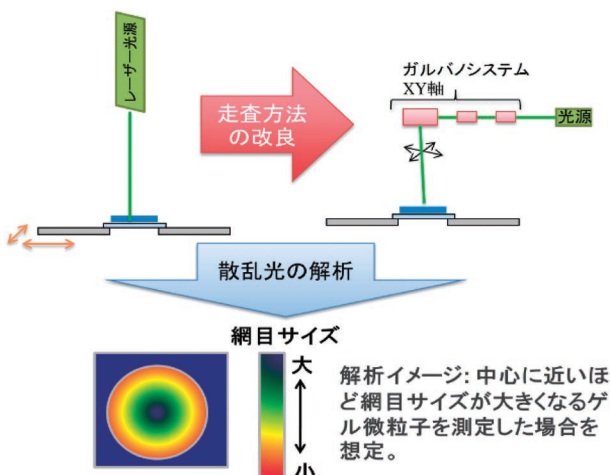 レーザー光源
走査方法
の改良
ガルバノシステム
XY軸
光源
散乱光の解析
網目サイズ
大
小
解析イメージ: 中心に近いほ
ど網目サイズが大きくなるゲ
ル微粒子を測定した場合を
想定。